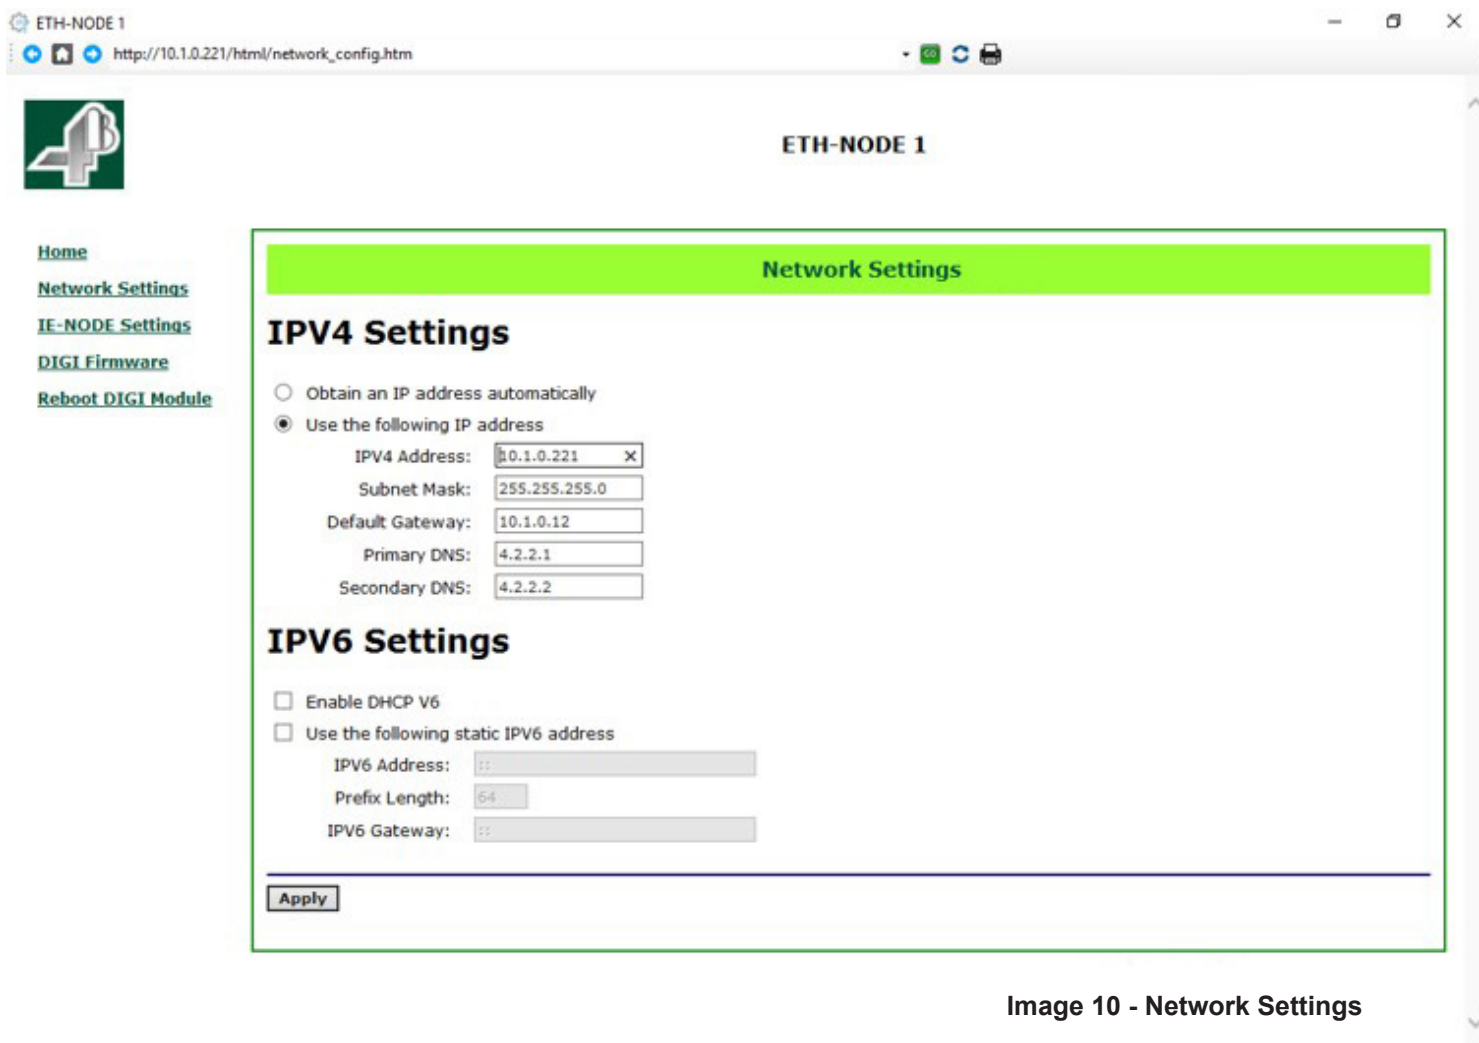 ETH-NODE 1
http://10.1.0.221/html/network_config.htm
GO
ETH-NODE 1
Home
Network Settings
IE-NODE Settings
DIGI Firmware
Reboot DIGI Module
Network Settings
IPV4 Settings
Obtain an IP address automatically
Use the following IP address
IPV4 Address: 10.1.0.221
Subnet Mask: 255.255.255.0
Default Gateway: 10.1.0.12
Primary DNS: 4.2.2.1
Secondary DNS: 4.2.2.2
IPV6 Settings
Enable DHCP V6
Use the following static IPV6 address
IPV6 Address: ::
Prefix Length: 64
IPV6 Gateway: ::
Apply
Image 10 - Network Settings